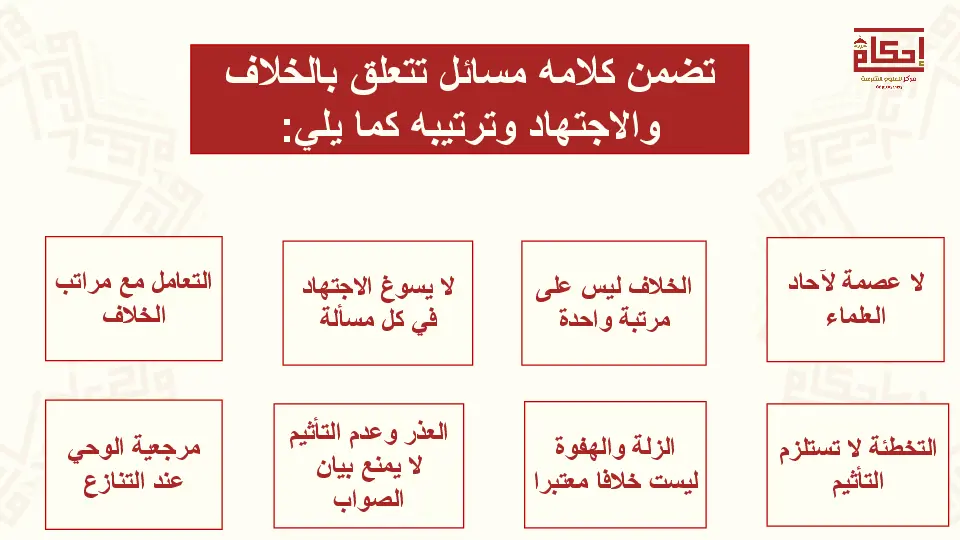 إحكام
مركز للعلوم الشرعية
تضمن كلامه مسائل تتعلق بالخلاف
والاجتهاد وترتيبه كما يلي:
لا عصمة لآحاد
العلماء
الخلاف ليس على
مرتبة واحدة
لا يسوغ الاجتهاد
في كل مسألة
التعامل مع مراتب
الخلاف
التخطئة لا تستلزم
التأثيم
الزلة والهفوة
ليست خلافا معتبرا
العذر وعدم التأثيم
لا يمنع بيان
الصواب
مرجعية الوحي
عند التنازع